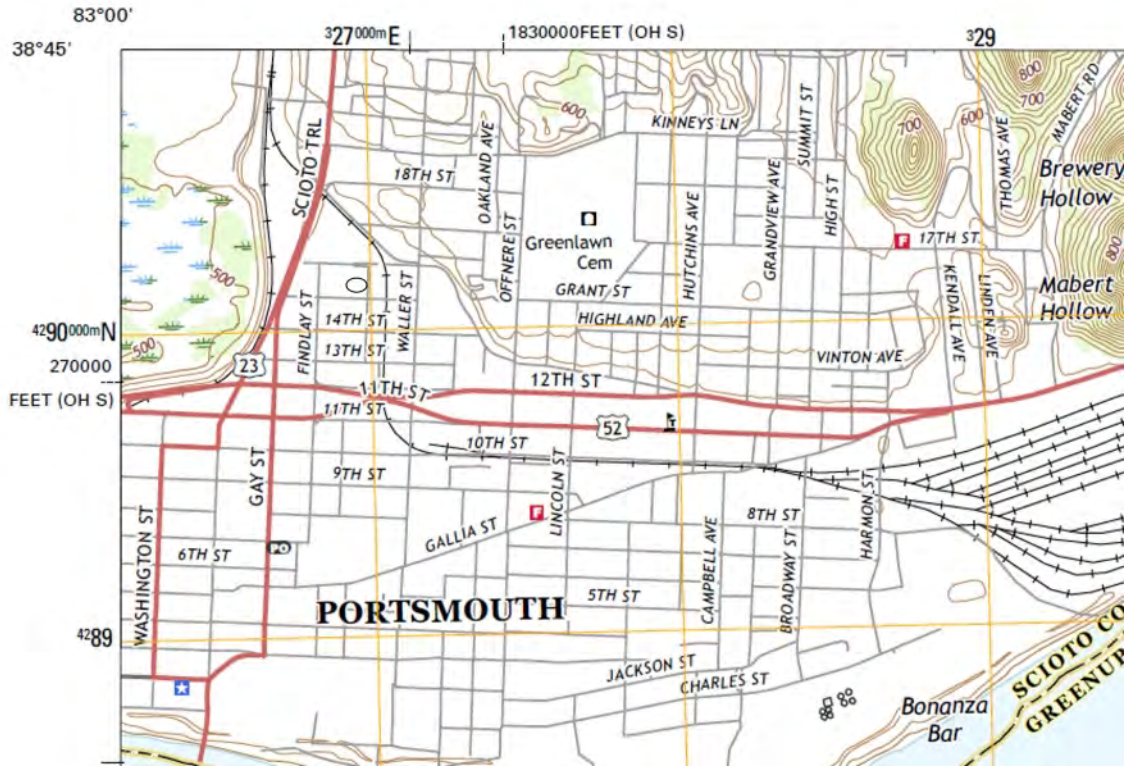 83°00'
38°45'
³27⁰⁰⁰ᵐE
1830000FEET (OH S)
³29
SCIOTO TRL
18TH ST
OAKLAND AVE
OFFNERE ST
600
KINNEYS LN
SUMMIT ST
700
600
800
700
MABERT RD
THOMAS AVE
Brewery
Hollow
Greenlawn
Cem
HUTCHINS AVE
GRANDVIEW AVE
HIGH ST
F
17TH ST
800
500
GRANT ST
HIGHLAND AVE
KENDALL AVE
LINDEN AVE
Mabert
Hollow
⁴²90⁰⁰⁰ᵐN
500
270000
FEET (OH S)
23
FINDLAY ST
14TH ST
13TH ST
WALLER ST
VINTON AVE
11TH ST
12TH ST
11TH ST
52
10TH ST
9TH ST
GAY ST
WASHINGTON ST
6TH ST
PO
GALLIA ST
F
LINCOLN ST
8TH ST
HARMON ST
CAMPBELL AVE
BROADWAY ST
5TH ST
PORTSMOUTH
⁴²89
JACKSON ST
CHARLES ST
Bonanza
Bar
SCIOTO CO
GREENUP